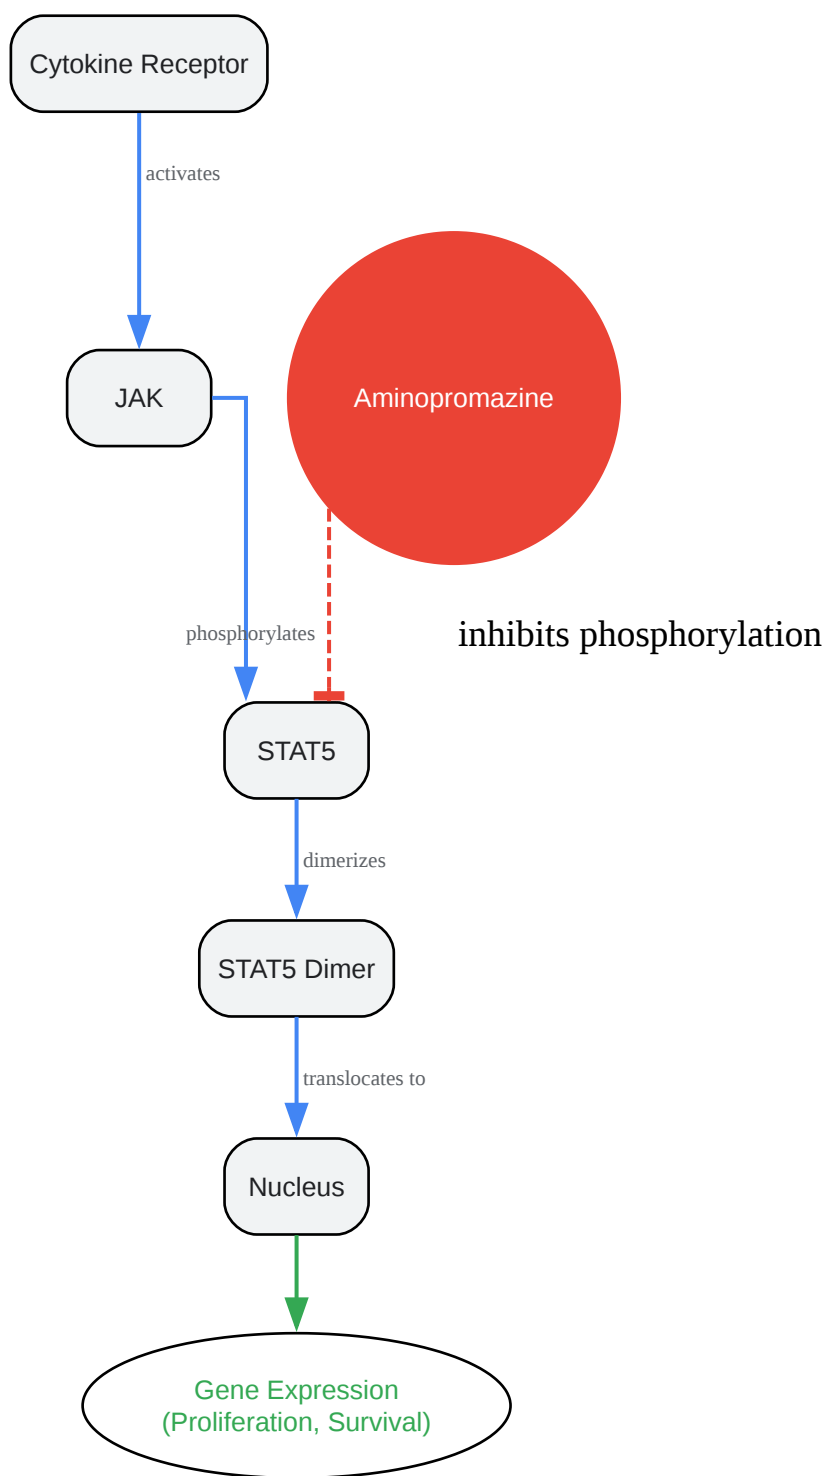 Cytokine Receptor
activates
JAK
Aminopromazine
phosphorylates
inhibits phosphorylation
STAT5
dimerizes
STAT5 Dimer
translocates to
Nucleus
Gene Expression
(Proliferation, Survival)